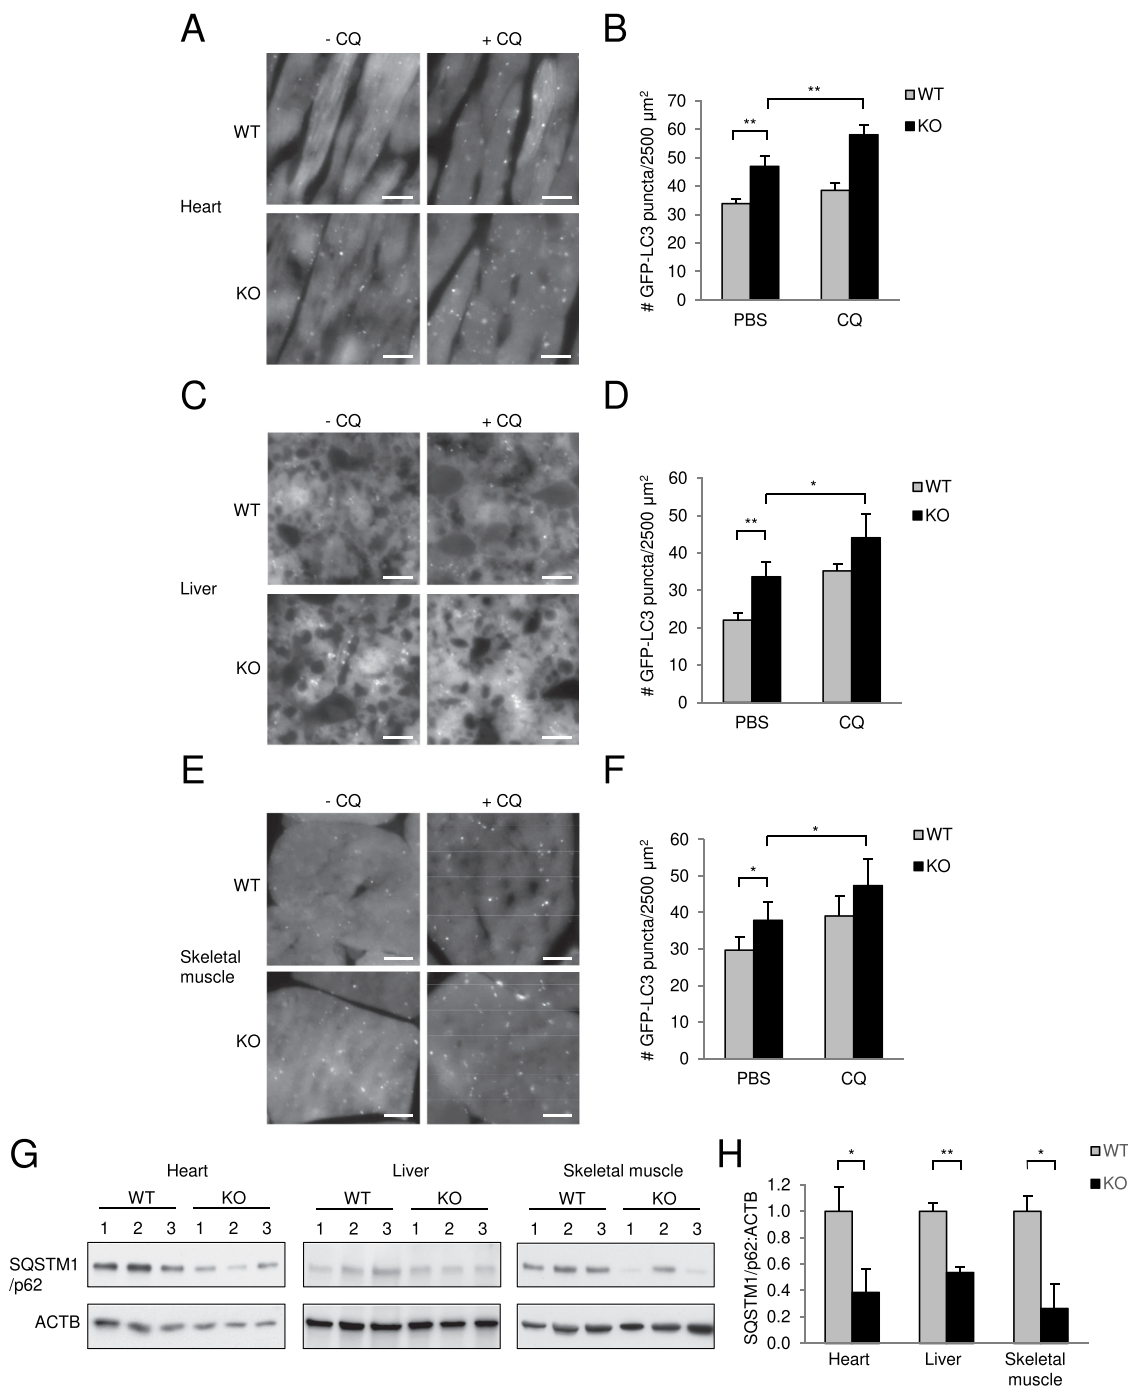 A
- CQ
+ CQ
WT
Heart
KO
B
# GFP-LC3 puncta/2500 µm²
70
60
50
40
30
20
10
0
**
**
WT
KO
PBS
CQ
C
- CQ
+ CQ
WT
Liver
KO
D
# GFP-LC3 puncta/2500 µm²
60
50
40
30
20
10
0
**
*
WT
KO
PBS
CQ
E
- CQ
+ CQ
WT
Skeletal
muscle
KO
F
# GFP-LC3 puncta/2500 µm²
60
50
40
30
20
10
0
*
*
WT
KO
PBS
CQ
G
Heart
Liver
Skeletal muscle
WT KO WT KO WT KO
1 2 3 1 2 3 1 2 3 1 2 3 1 2 3 1 2 3
SQSTM1
/p62
ACTB
H
SQSTM1/p62:ACTB
1.2
1.0
0.8
0.6
0.4
0.2
0.0
* ** *
WT
KO
Heart
Liver
Skeletal
muscle